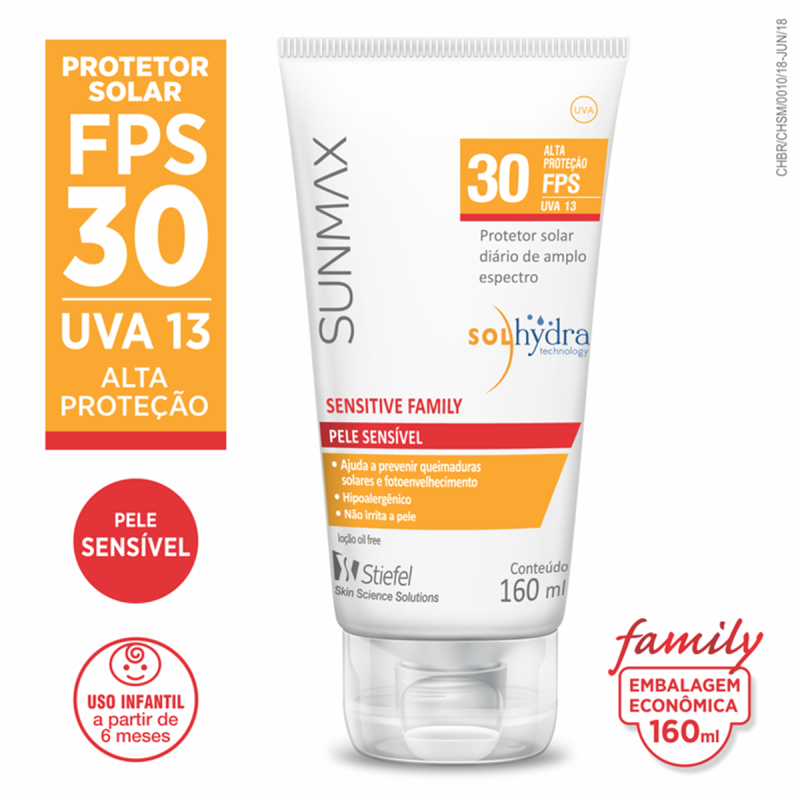 PROTETOR
SOLAR
FPS
30
UVA 13
ALTA
PROTEÇÃO
PELE
SENSÍVEL
USO INFANTIL
a partir de
6 meses
UVA
SUNMAX
30
ALTA
PROTEÇÃO
FPS
UVA 13
Protetor solar
diário de amplo
espectro
SOLhydra
technology
SENSITIVE FAMILY
PELE SENSÍVEL
• Ajuda a prevenir queimaduras
solares e fotoenvelhecimento
• Hipoalergênico
• Não irrita a pele
loção oil free
Stiefel
Skin Science Solutions
Conteúdo
160 ml
family
EMBALAGEM
ECONÔMICA
160ml
CHBR/CHSM/0010/18-JUN/18